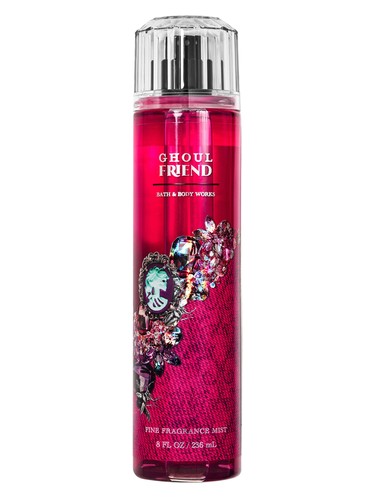 GHOUL
FRIEND
BATH & BODY WORKS
FINE FRAGRANCE MIST
8 FL OZ / 236 mL